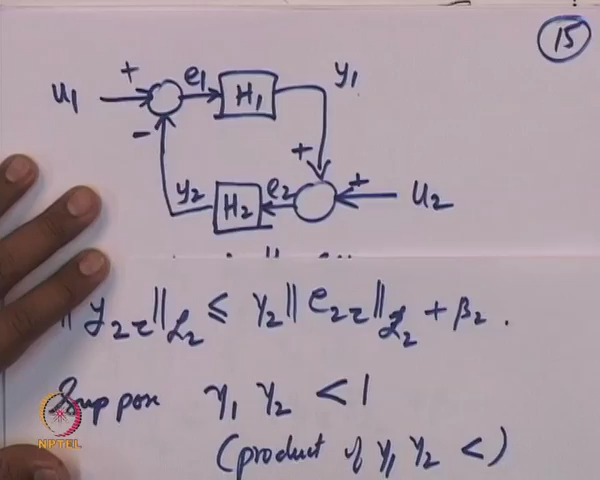 15
u₁ + e₁ H₁ y₁
-
+
y₂ H₂ e₂ + u₂
‖y₂τ‖ℒ₂ ≤ γ₂‖e₂τ‖ℒ₂ + β₂.
Suppose γ₁ γ₂ < 1
(product of γ₁ γ₂ < )
NPTEL